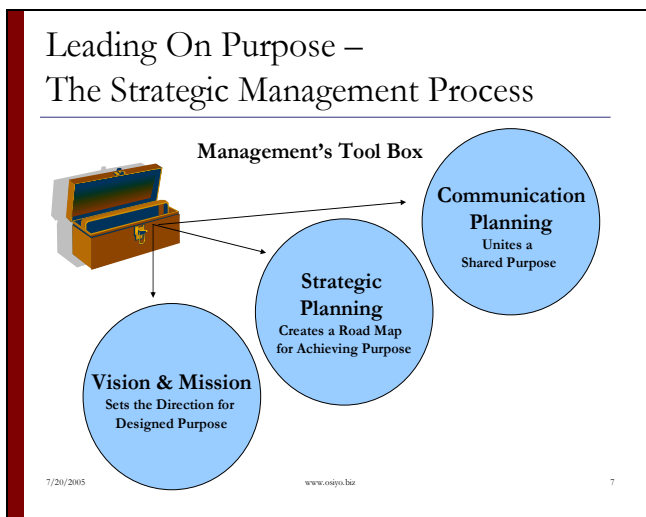 Leading On Purpose –
The Strategic Management Process
Management's Tool Box
Communication
Planning
Unites a
Shared Purpose
Strategic
Planning
Creates a Road Map
for Achieving Purpose
Vision & Mission
Sets the Direction for
Designed Purpose
7/20/2005
www.osiyo.biz
7